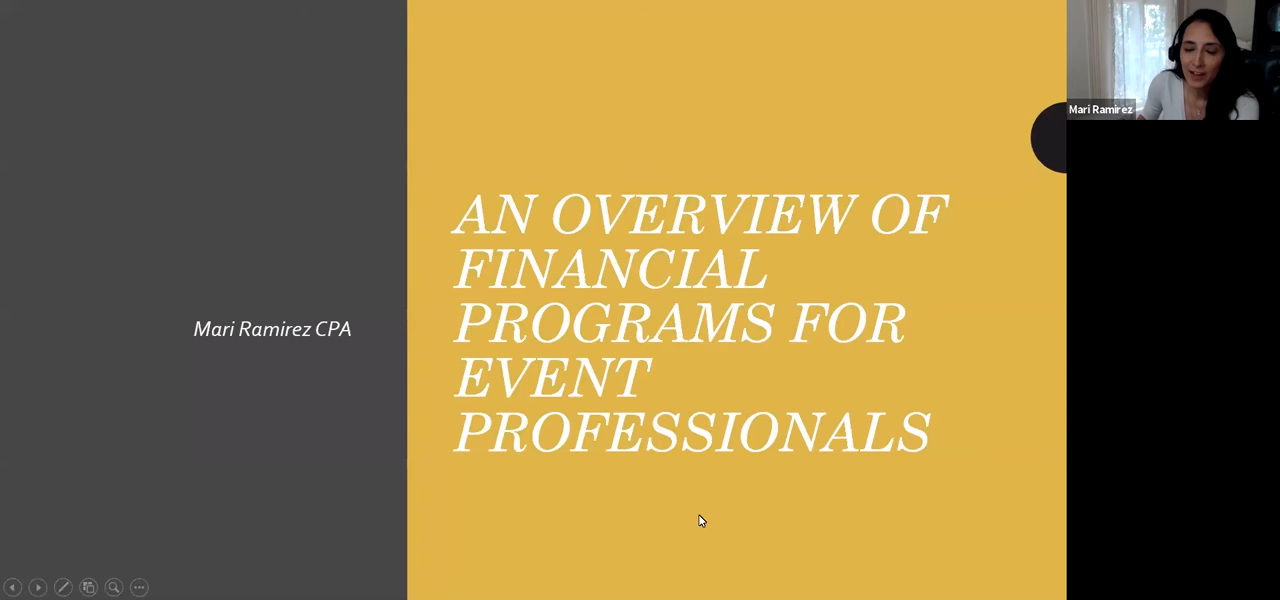 Mari Ramirez CPA
AN OVERVIEW OF
FINANCIAL
PROGRAMS FOR
EVENT
PROFESSIONALS
Mari Ramirez